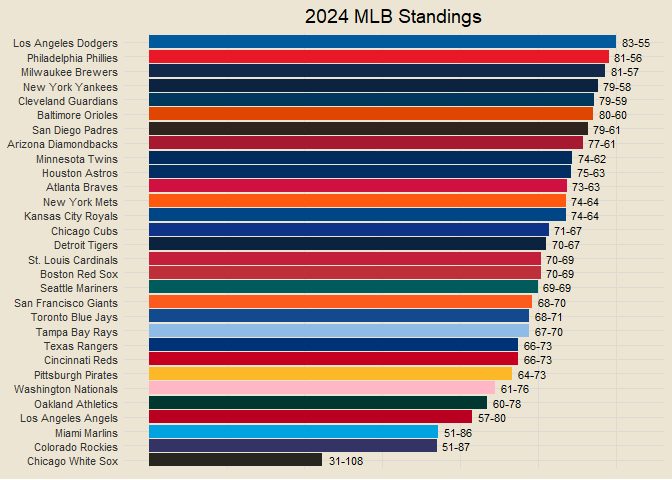 2024 MLB Standings
Los Angeles Dodgers 83-55
Philadelphia Phillies 81-56
Milwaukee Brewers 81-57
New York Yankees 79-58
Cleveland Guardians 79-59
Baltimore Orioles 80-60
San Diego Padres 79-61
Arizona Diamondbacks 77-61
Minnesota Twins 74-62
Houston Astros 75-63
Atlanta Braves 73-63
New York Mets 74-64
Kansas City Royals 74-64
Chicago Cubs 71-67
Detroit Tigers 70-67
St. Louis Cardinals 70-69
Boston Red Sox 70-69
Seattle Mariners 69-69
San Francisco Giants 68-70
Toronto Blue Jays 68-71
Tampa Bay Rays 67-70
Texas Rangers 66-73
Cincinnati Reds 66-73
Pittsburgh Pirates 64-73
Washington Nationals 61-76
Oakland Athletics 60-78
Los Angeles Angels 57-80
Miami Marlins 51-86
Colorado Rockies 51-87
Chicago White Sox 31-108